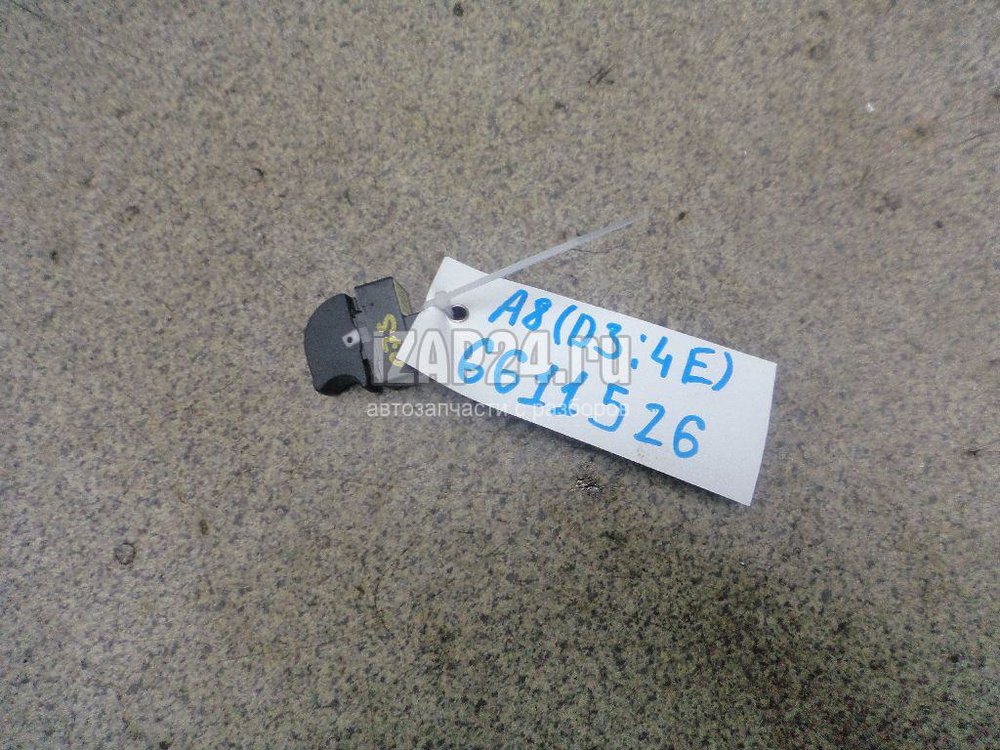 A8(D3:4E)
6611526
iZAP24.ru
автозапчасти с разборов